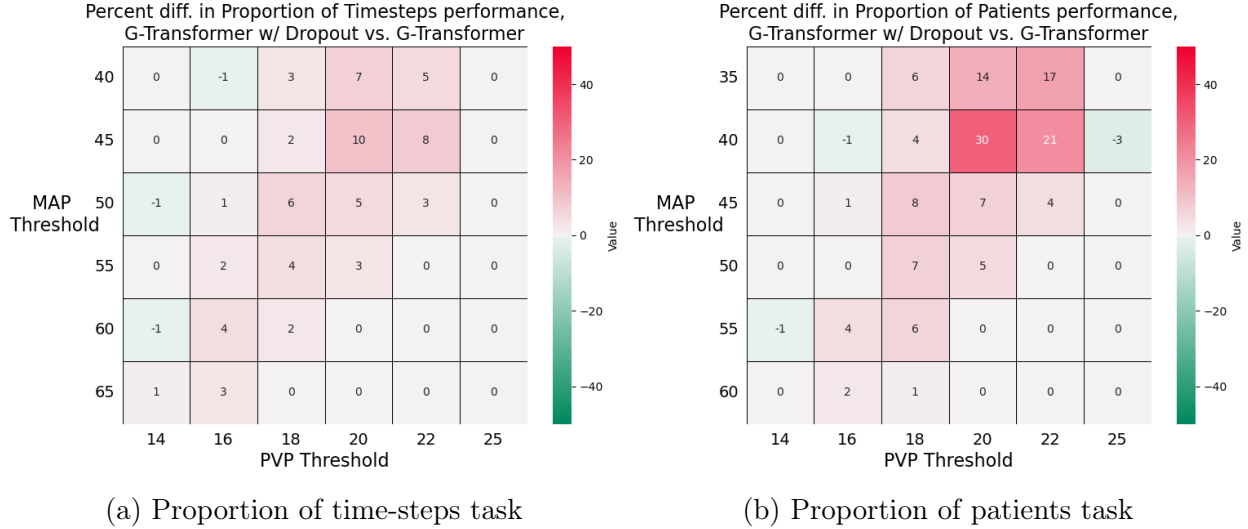 Percent diff. in Proportion of Timesteps performance,
G-Transformer w/ Dropout vs. G-Transformer
40 0 -1 3 7 5 0
45 0 0 2 10 8 0
MAP
Threshold
50 -1 1 6 5 3 0
55 0 2 4 3 0 0
60 -1 4 2 0 0 0
65 1 3 0 0 0 0
14 16 18 20 22 25
PVP Threshold
40
20
0
−20
−40
Value
(a) Proportion of time-steps task
Percent diff. in Proportion of Patients performance,
G-Transformer w/ Dropout vs. G-Transformer
35 0 0 6 14 17 0
40 0 -1 4 30 21 -3
MAP
Threshold
45 0 1 8 7 4 0
50 0 0 7 5 0 0
55 -1 4 6 0 0 0
60 0 2 1 0 0 0
14 16 18 20 22 25
PVP Threshold
40
20
0
−20
−40
Value
(b) Proportion of patients task